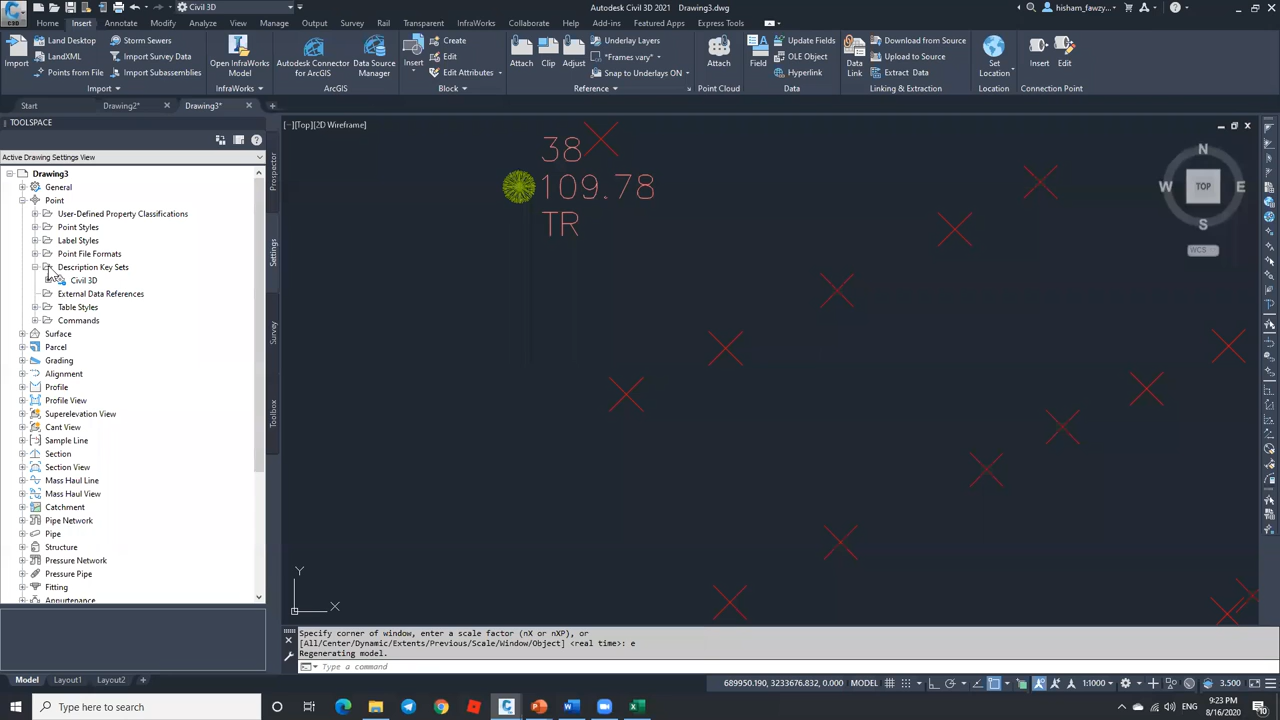 C3D
Civil 3D
Autodesk Civil 3D 2021 Drawing3.dwg
hisham_fawzy...
Home Insert Annotate Modify Analyze View Manage Output Survey Rail Transparent InfraWorks Collaborate Help Add-ins Featured Apps Express Tools
Import
Land Desktop
LandXML
Points from File
Storm Sewers
Import Survey Data
Import Subassemblies
Import
Open InfraWorks
Model
InfraWorks
Autodesk Connector
for ArcGIS
Data Source
Manager
ArcGIS
Insert
Create
Edit
Edit Attributes
Block
Attach
Clip
Adjust
Underlay Layers
*Frames vary*
Snap to Underlays ON
Reference
Attach
Point Cloud
Field
Update Fields
OLE Object
Hyperlink
Data
Data
Link
Download from Source
Upload to Source
Extract Data
Linking & Extraction
Set
Location
Location
Insert
Edit
Connection Point
Start
Drawing2*
Drawing3*
TOOLSPACE
Active Drawing Settings View
Drawing3
General
Point
User-Defined Property Classifications
Point Styles
Label Styles
Point File Formats
Description Key Sets
Civil 3D
External Data References
Table Styles
Commands
Surface
Parcel
Grading
Alignment
Profile
Profile View
Superelevation View
Cant View
Sample Line
Section
Section View
Mass Haul Line
Mass Haul View
Catchment
Pipe Network
Pipe
Structure
Pressure Network
Pressure Pipe
Fitting
Appurtenance
Prospector
Settings
Survey
Toolbox
[−][Top][2D Wireframe]
38
109.78
TR
N
W TOP E
S
WCS
Y
X
Specify corner of window, enter a scale factor (nX or nXP), or
[All/Center/Dynamic/Extents/Previous/Scale/Window/Object] <real time>: e
Regenerating model.
Type a command
Model Layout1 Layout2 +
689950.190, 3233676.832, 0.000 MODEL
1:1000
3.500
Type here to search
ENG
9:23 PM
8/16/2020